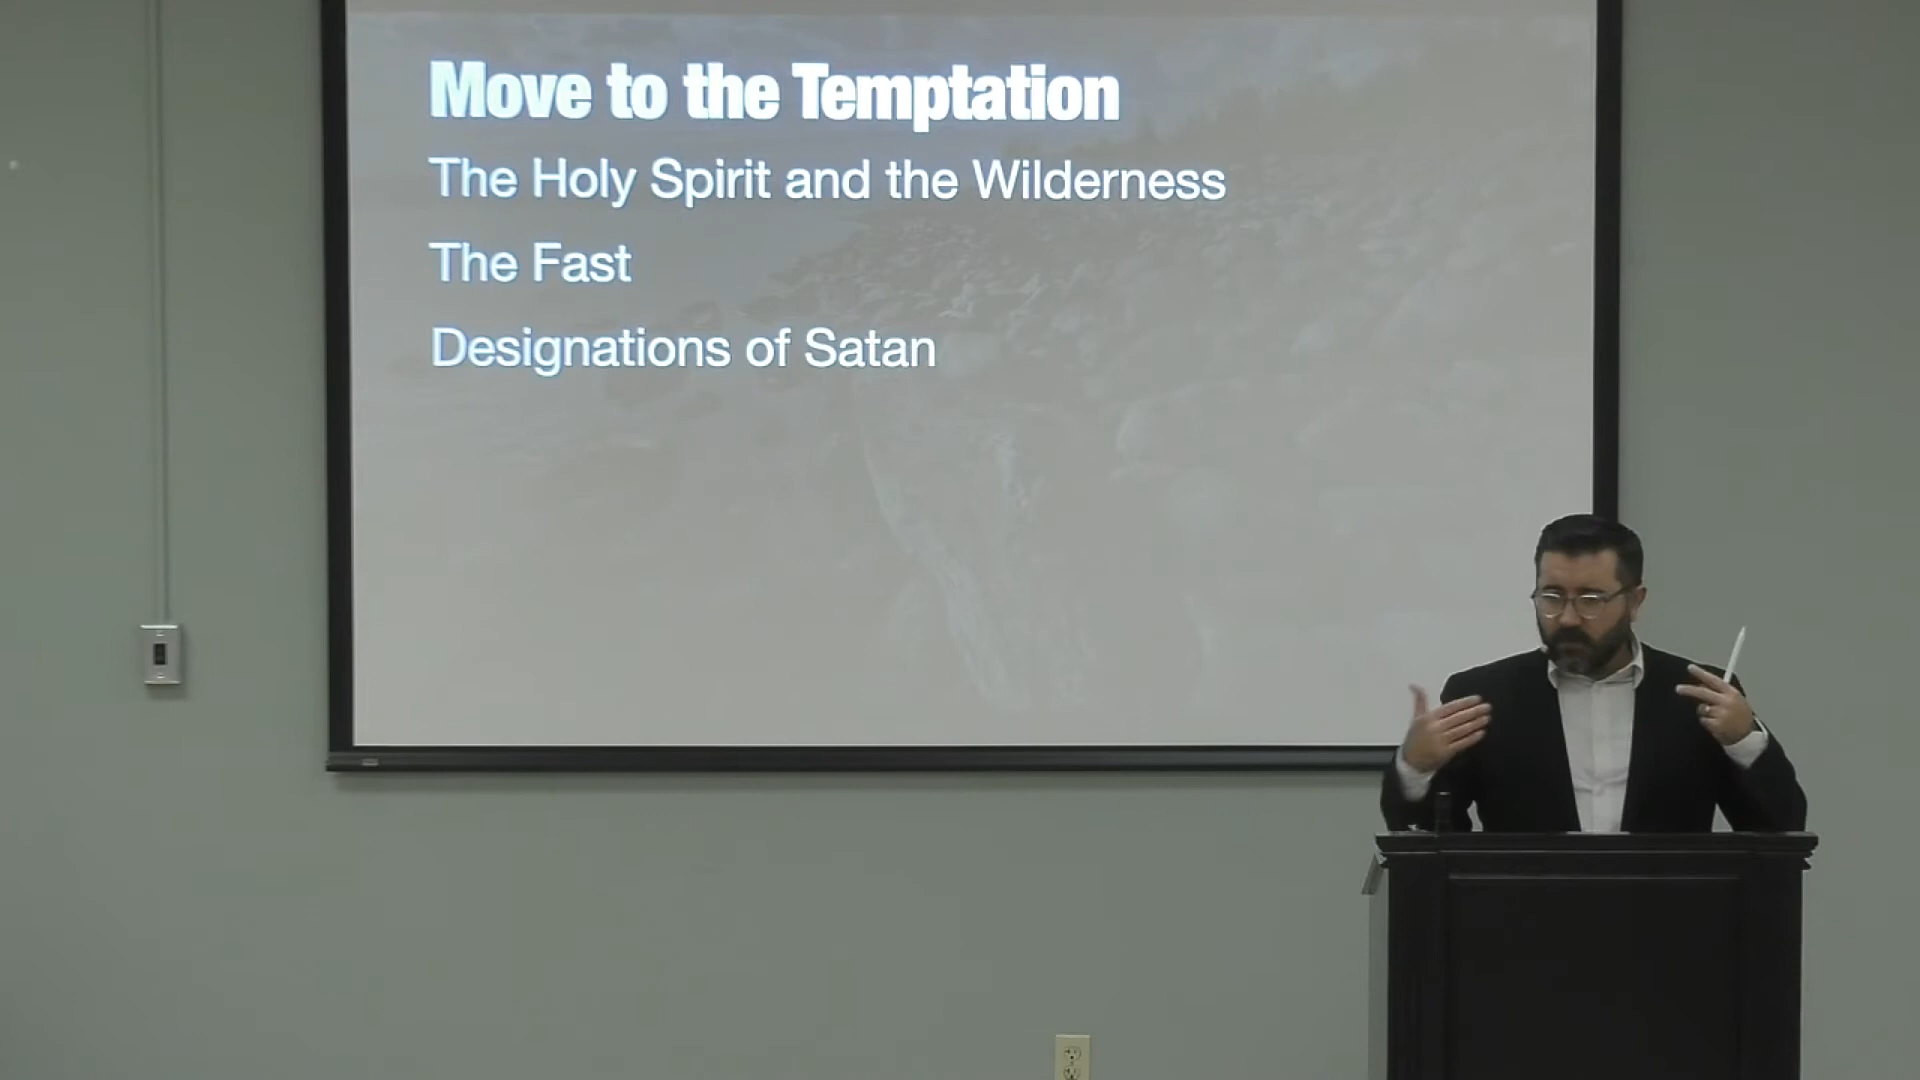 Move to the Temptation
The Holy Spirit and the Wilderness
The Fast
Designations of Satan